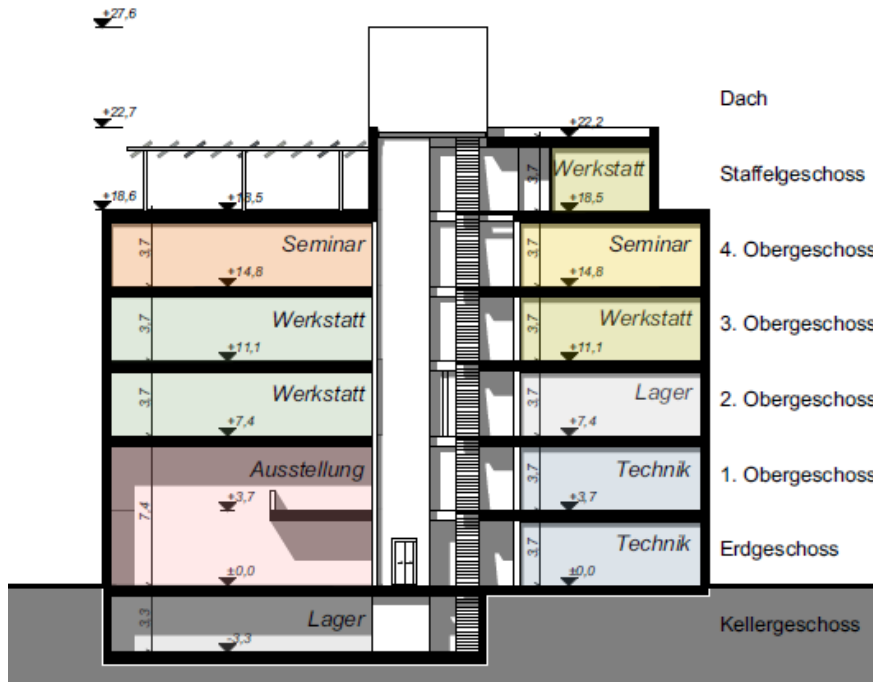 +27,6
Dach
+22,7
+22,2
Werkstatt
3,7
Staffelgeschoss
+18,6
+18,5
+18,5
Seminar
3,7
+14,8
Seminar
3,7
+14,8
4. Obergeschoss
Werkstatt
3,7
+11,1
Werkstatt
3,7
+11,1
3. Obergeschoss
Werkstatt
3,7
+7,4
Lager
3,7
+7,4
2. Obergeschoss
Ausstellung
+3,7
Technik
3,7
+3,7
1. Obergeschoss
7,4
±0,0
Technik
3,7
±0,0
Erdgeschoss
Lager
3,3
-3,3
Kellergeschoss